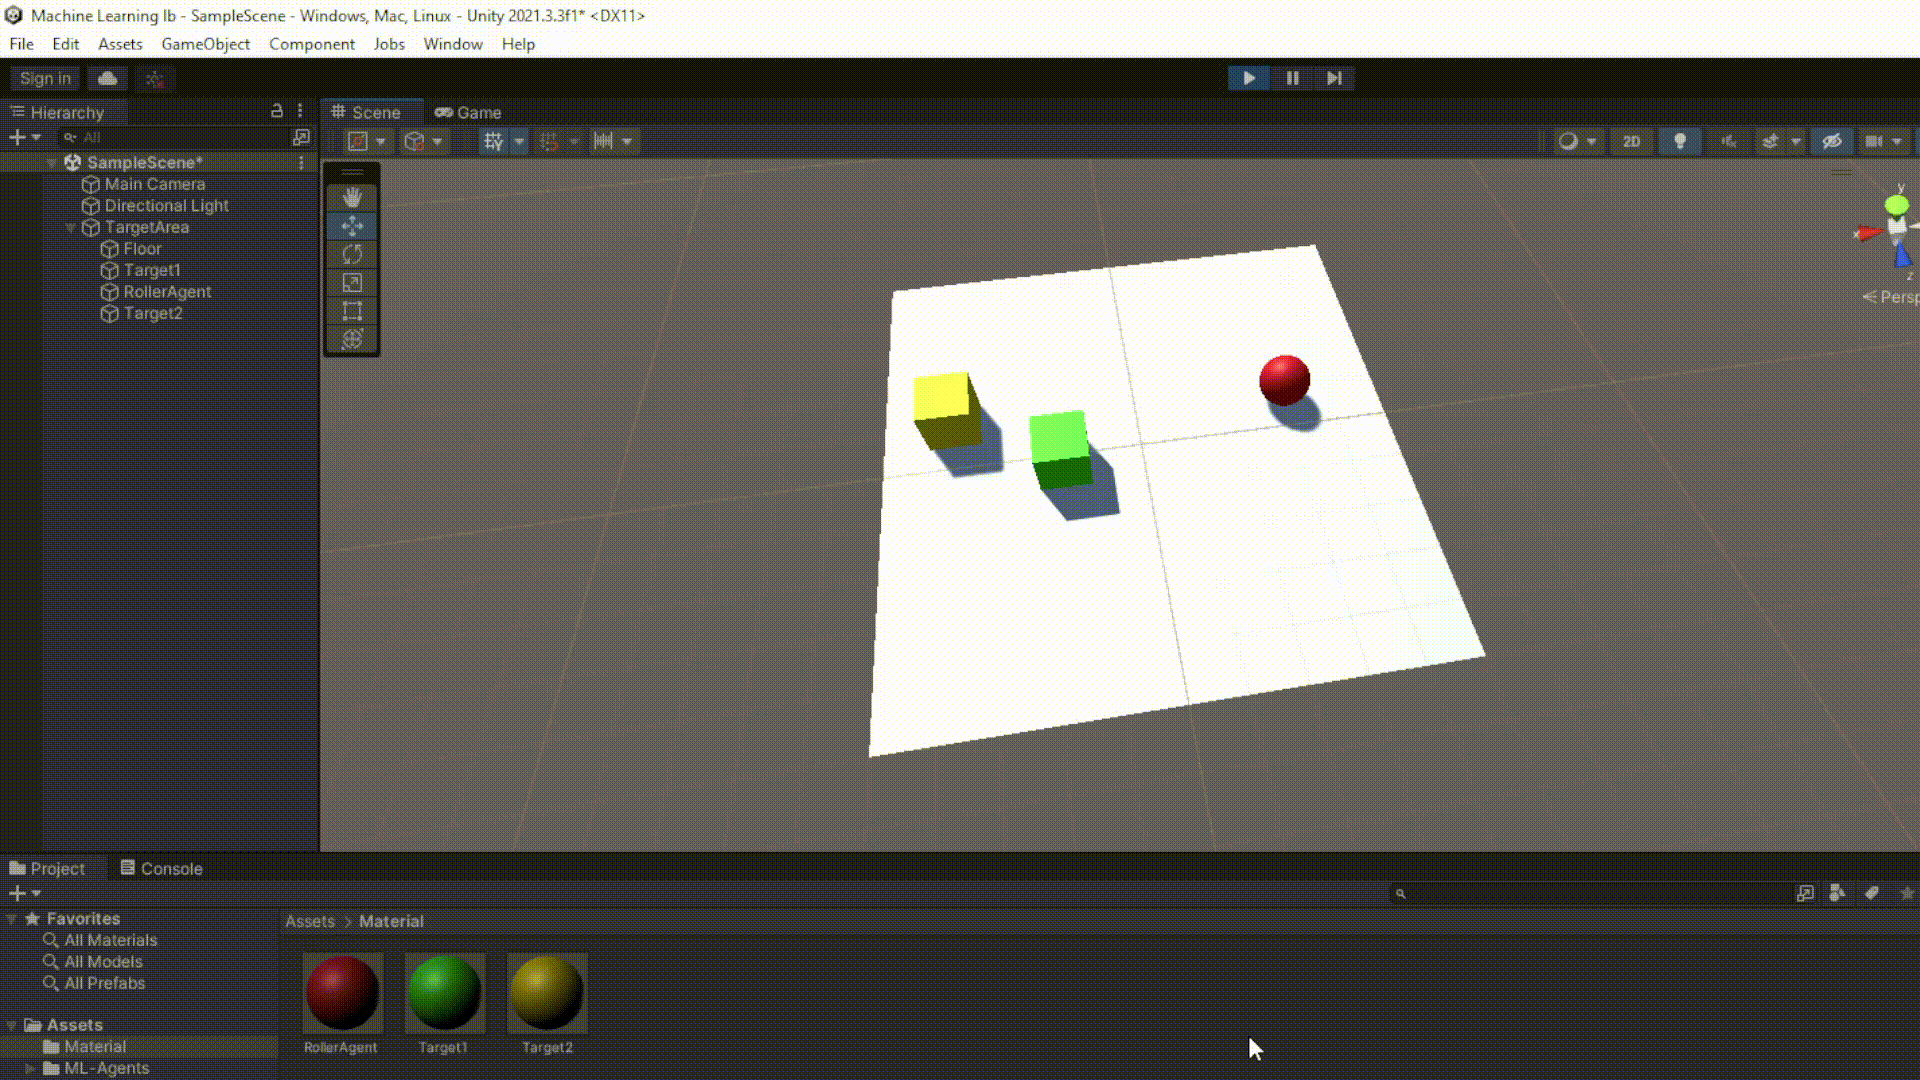 Machine Learning lb - SampleScene - Windows, Mac, Linux - Unity 2021.3.3f1* <DX11>
File Edit Assets GameObject Component Jobs Window Help
Sign in
Hierarchy
Scene Game
All
2D
SampleScene*
Main Camera
Directional Light
TargetArea
Floor
Target1
RollerAgent
Target2
y
x
z
Persp
Project Console
Favorites
All Materials
All Models
All Prefabs
Assets
Material
ML-Agents
Assets > Material
RollerAgent Target1 Target2